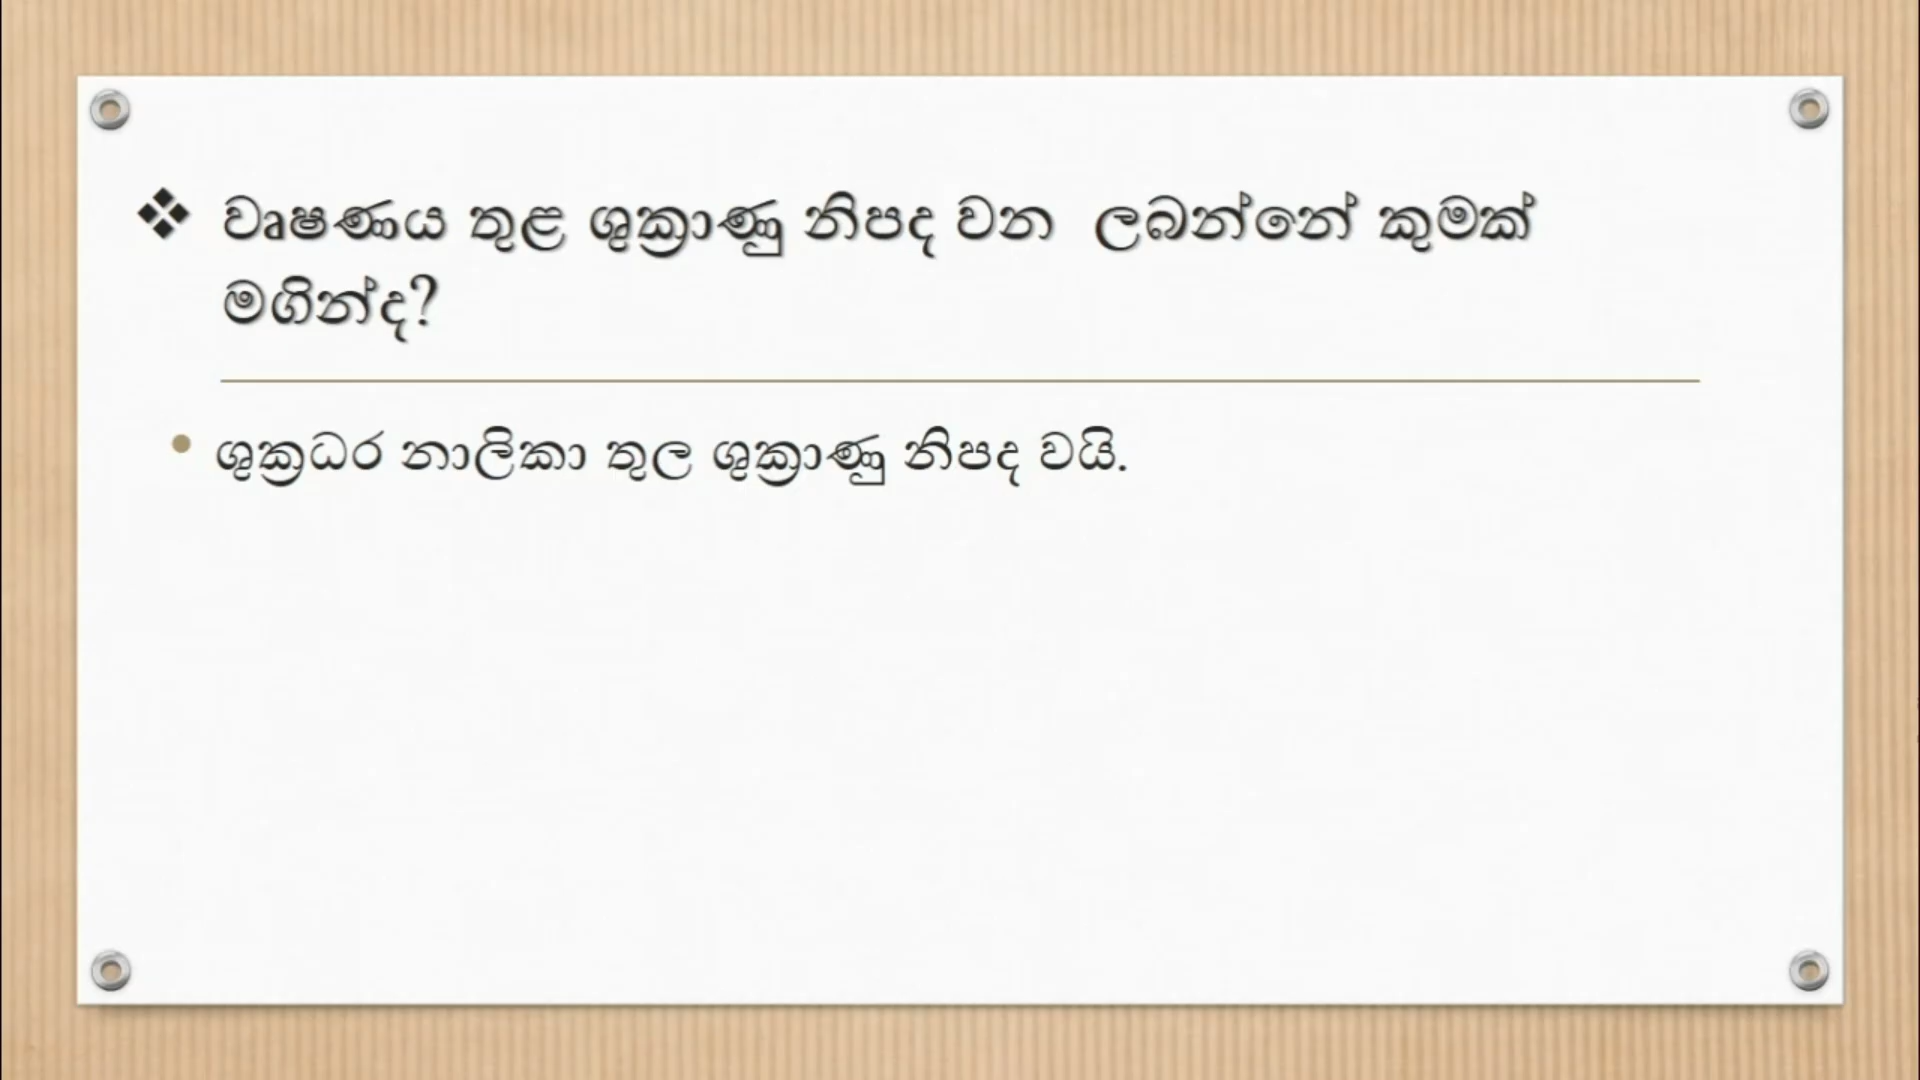 ❖ වෘෂණය තුළ ශුක්‍රාණු නිපද වන ලබන්නේ කුමක්
මගින්ද?
• ශුක්‍රධර නාලිකා තුල ශුක්‍රාණු නිපද වයි.